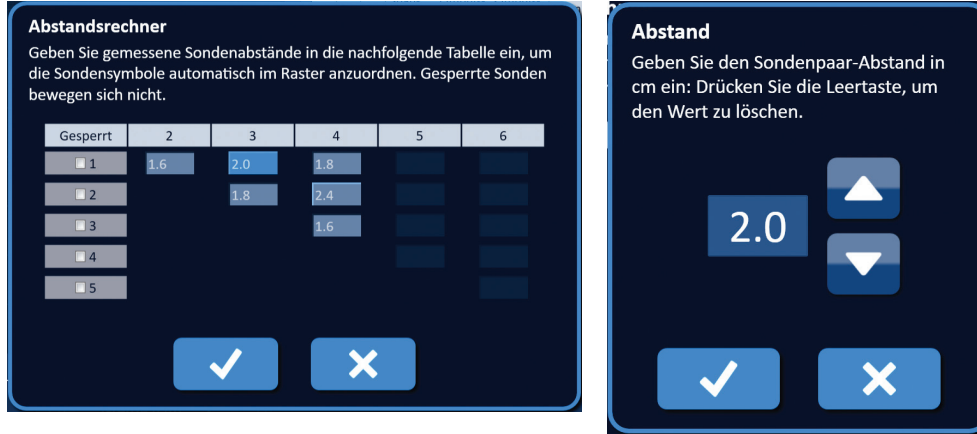 Abstandsrechner
Geben Sie gemessene Sondenabstände in die nachfolgende Tabelle ein, um
die Sondensymbole automatisch im Raster anzuordnen. Gesperrte Sonden
bewegen sich nicht.
Gesperrt 2 3 4 5 6
1 1.6 2.0 1.8
2 1.8 2.4
3 1.6
4
5
Abstand
Geben Sie den Sondenpaar-Abstand in
cm ein: Drücken Sie die Leertaste, um
den Wert zu löschen.
2.0